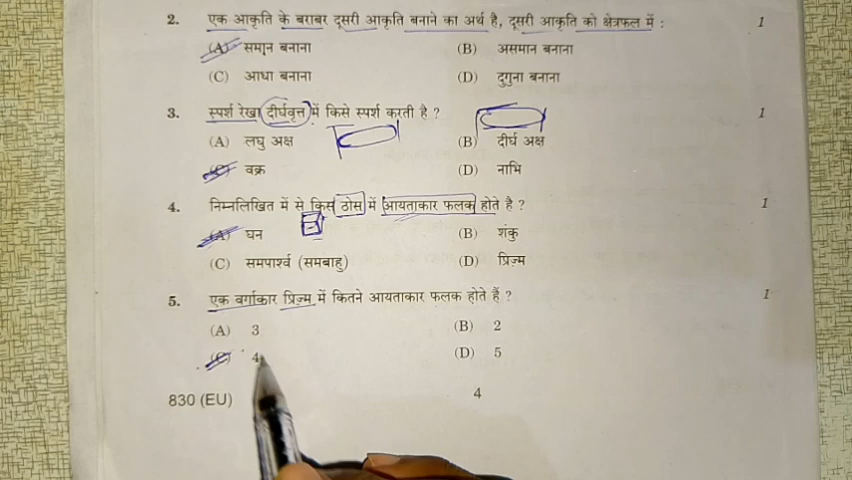 2. एक आकृति के बराबर दूसरी आकृति बनाने का अर्थ है, दूसरी आकृति को क्षेत्रफल में : 1
(A) समान बनाना (B) असमान बनाना
(C) आधा बनाना (D) दुगुना बनाना
3. स्पर्श रेखा दीर्घवृत्त में किसे स्पर्श करती है ? 1
(A) लघु अक्ष (B) दीर्घ अक्ष
(C) वक्र (D) नाभि
4. निम्नलिखित में से किस ठोस में आयताकार फलक होते है ? 1
(A) घन (B) शंकु
(C) समपार्श्व (समबाहु) (D) प्रिज़्म
5. एक वर्गाकार प्रिज़्म में कितने आयताकार फलक होते हैं ? 1
(A) 3 (B) 2
(C) 4 (D) 5
830 (EU) 4